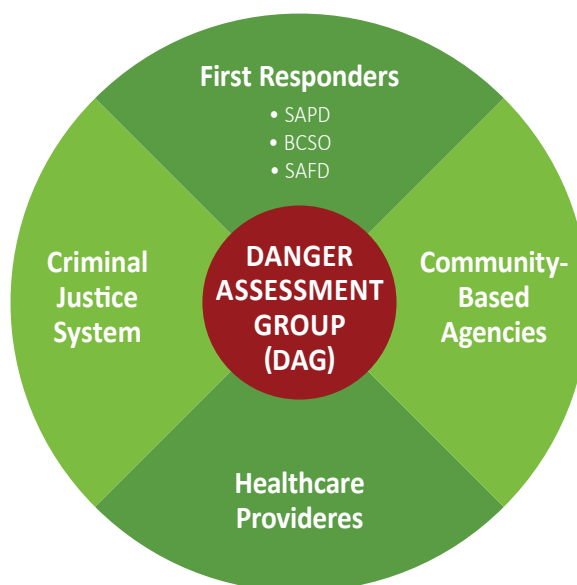 First Responders
• SAPD
• BCSO
• SAFD
Criminal
Justice
System
DANGER
ASSESSMENT
GROUP
(DAG)
Community-
Based
Agencies
Healthcare
Provideres